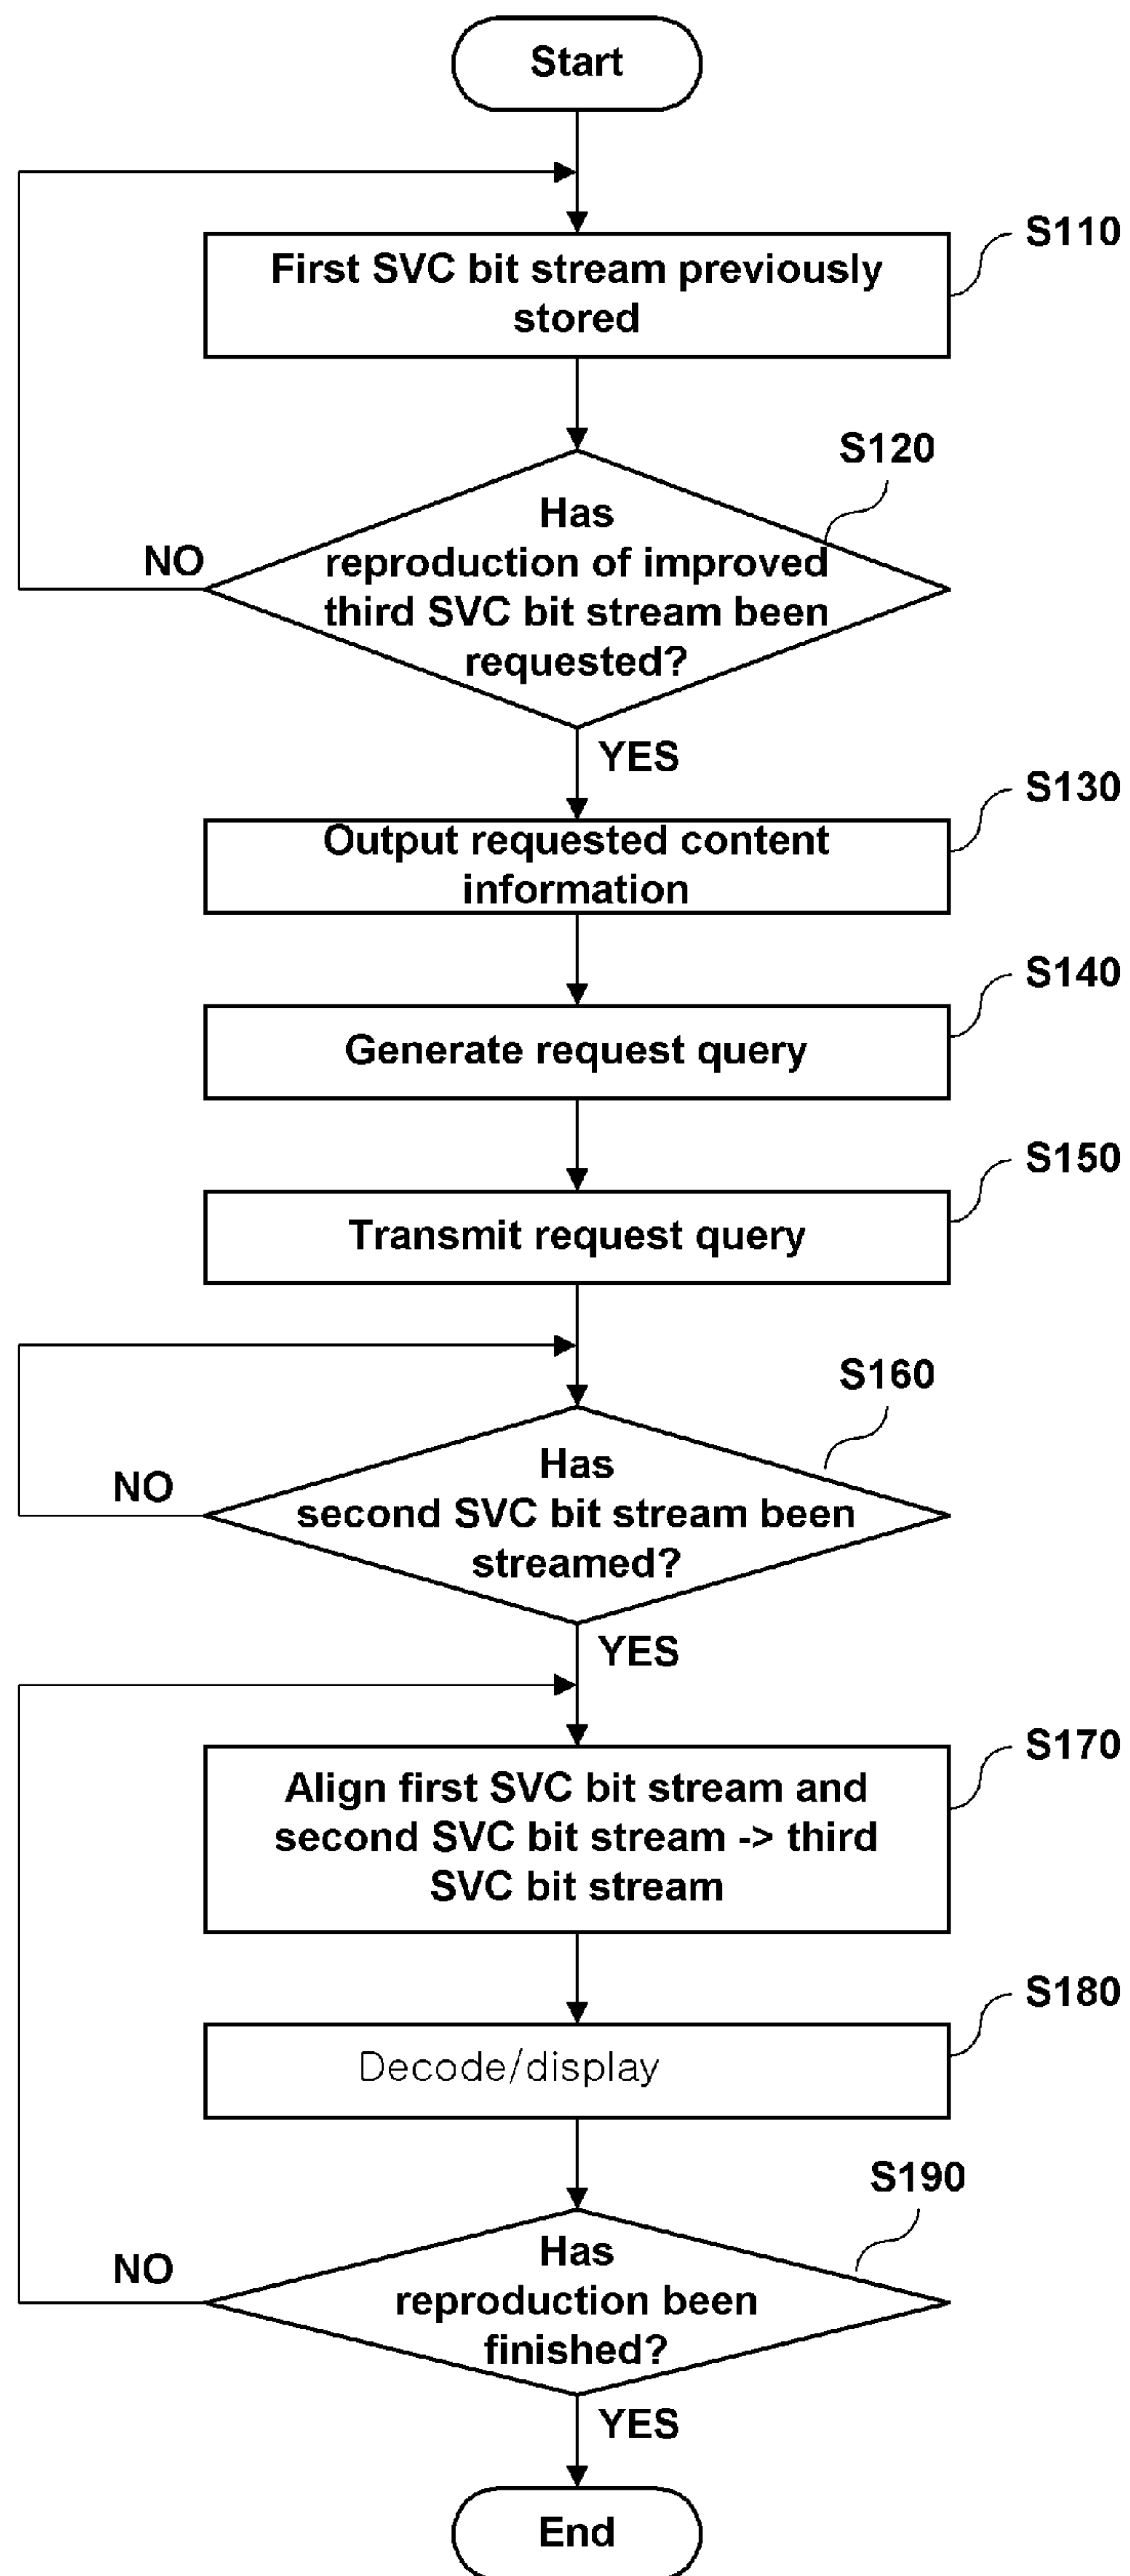 Start
S110
First SVC bit stream previously
stored
S120
Has
reproduction of improved
third SVC bit stream been
requested?
NO
YES
S130
Output requested content
information
S140
Generate request query
S150
Transmit request query
S160
Has
second SVC bit stream been
streamed?
NO
YES
S170
Align first SVC bit stream and
second SVC bit stream -> third
SVC bit stream
S180
Decode/display
S190
Has
reproduction been
finished?
NO
YES
End